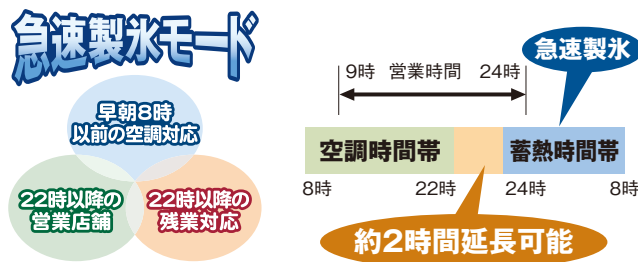 急速製氷モード
早朝8時
以前の空調対応
22時以降の
営業店舗
22時以降の
残業対応
急速製氷
9時 営業時間 24時
空調時間帯
蓄熱時間帯
8時 22時 24時 8時
約2時間延長可能